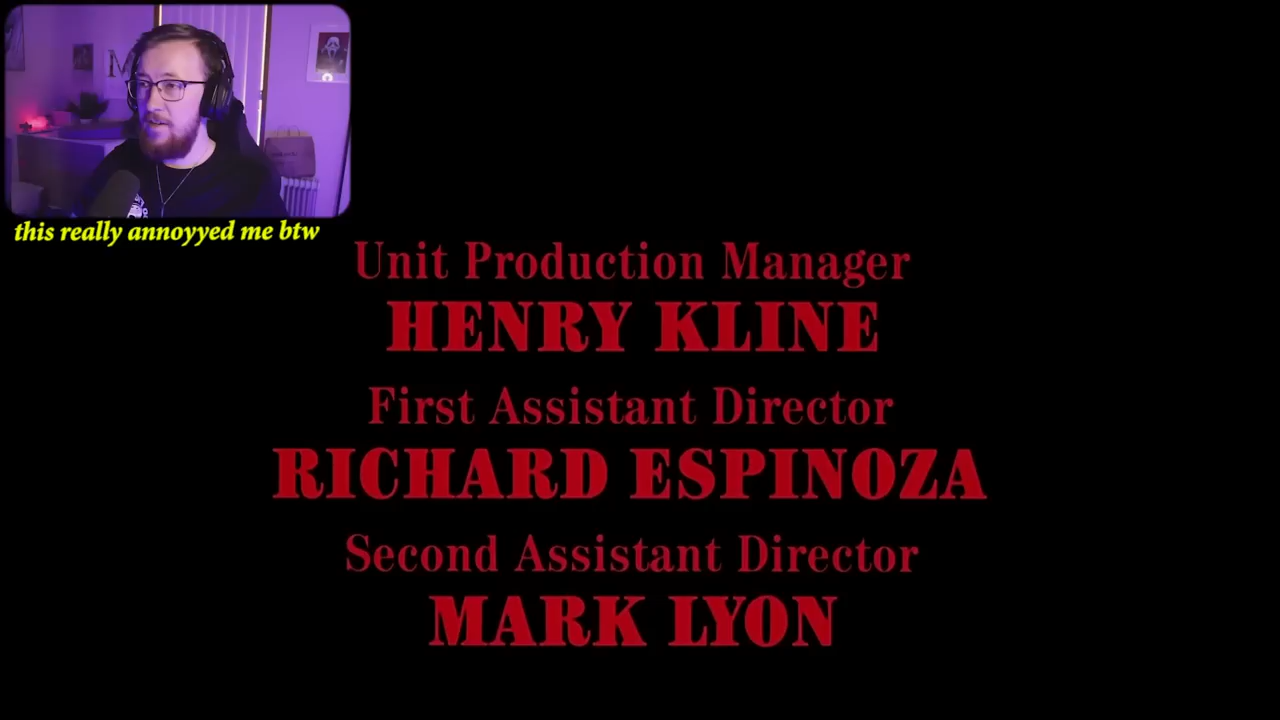 this really annoyyed me btw
Unit Production Manager
HENRY KLINE
First Assistant Director
RICHARD ESPINOZA
Second Assistant Director
MARK LYON